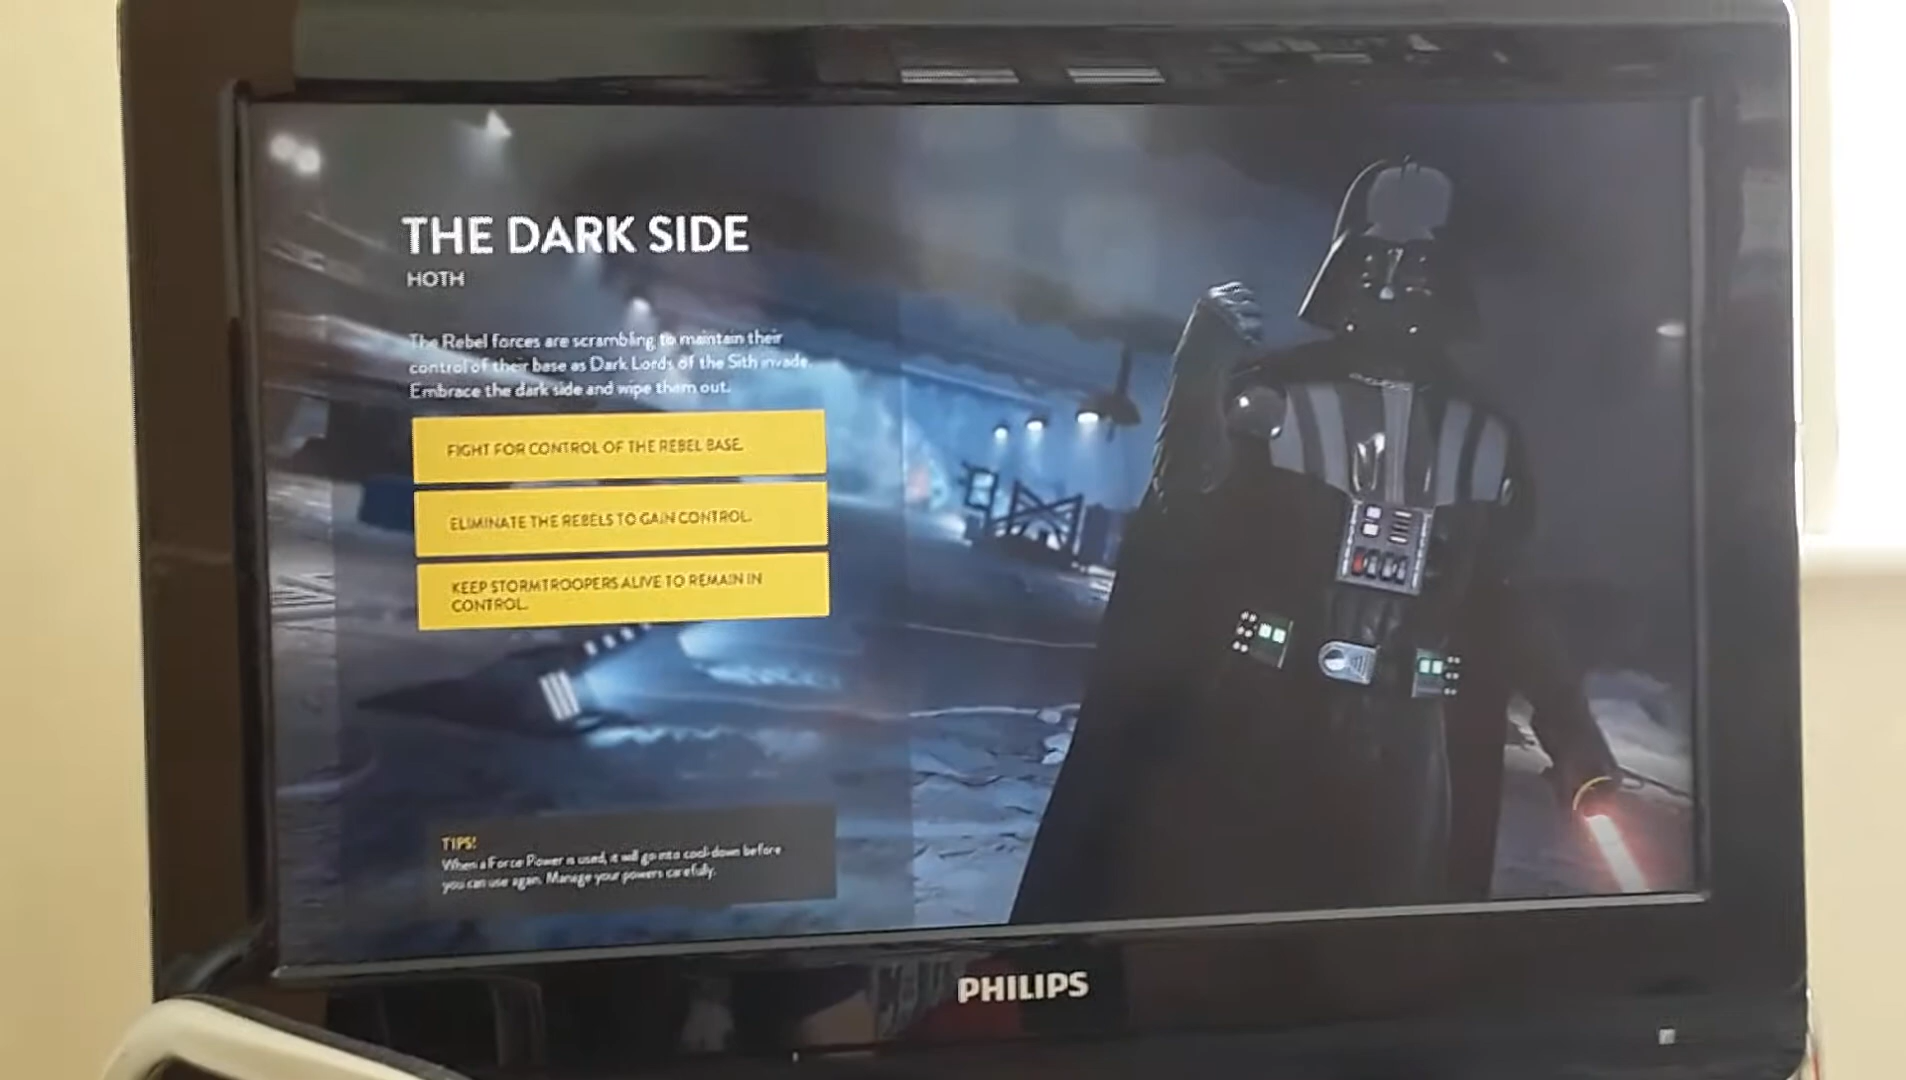 THE DARK SIDE
HOTH
The Rebel forces are scrambling to maintain their
control of their base as Dark Lords of the Sith invade.
Embrace the dark side and wipe them out.
FIGHT FOR CONTROL OF THE REBEL BASE.
ELIMINATE THE REBELS TO GAIN CONTROL.
KEEP STORMTROOPERS ALIVE TO REMAIN IN
CONTROL.
TIPS!
When a Force Power is used, it will go into cool-down before
you can use again. Manage your powers carefully.
PHILIPS